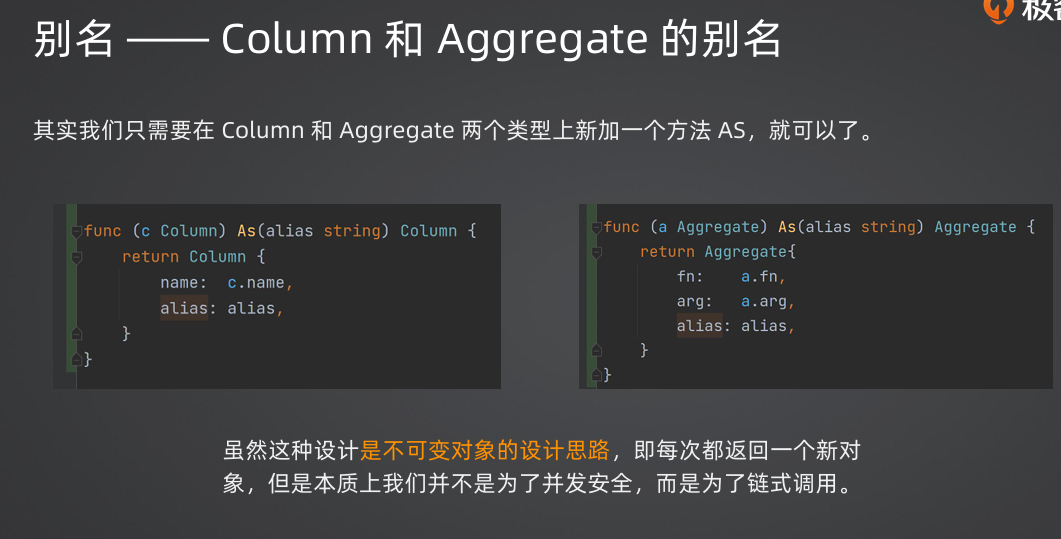 别名 —— Column 和 Aggregate 的别名
其实我们只需要在 Column 和 Aggregate 两个类型上新加一个方法 AS，就可以了。
func (c Column) As(alias string) Column {
return Column {
name: c.name,
alias: alias,
}
}
func (a Aggregate) As(alias string) Aggregate {
return Aggregate{
fn: a.fn,
arg: a.arg,
alias: alias,
}
}
虽然这种设计是不可变对象的设计思路，即每次都返回一个新对
象，但是本质上我们并不是为了并发安全，而是为了链式调用。